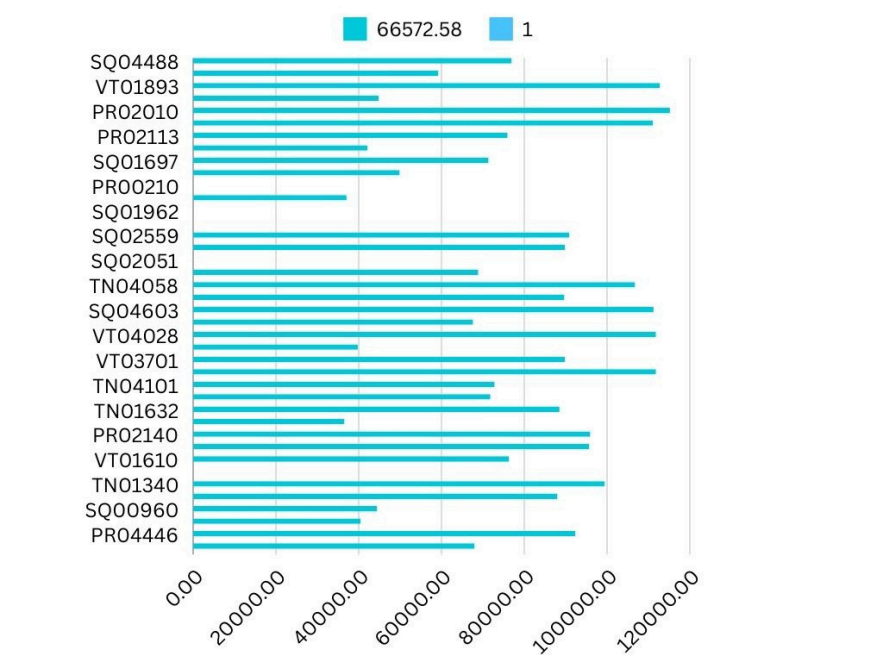 66572.58 1
SQ04488
VT01893
PR02010
PR02113
SQ01697
PR00210
SQ01962
SQ02559
SQ02051
TN04058
SQ04603
VT04028
VT03701
TN04101
TN01632
PR02140
VT01610
TN01340
SQ00960
PR04446
0.00 20000.00 40000.00 60000.00 80000.00 100000.00 120000.00